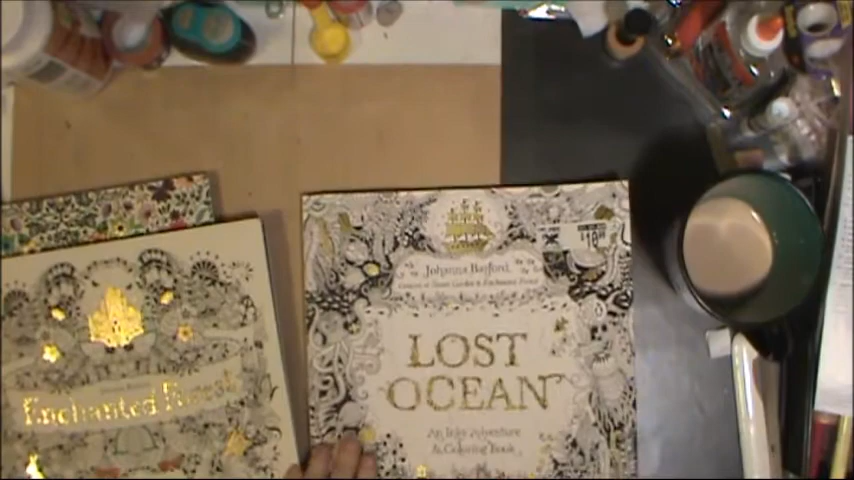 Enchanted Forest
Johanna Basford
LOST
OCEAN
An Inky Adventure
& Coloring Book